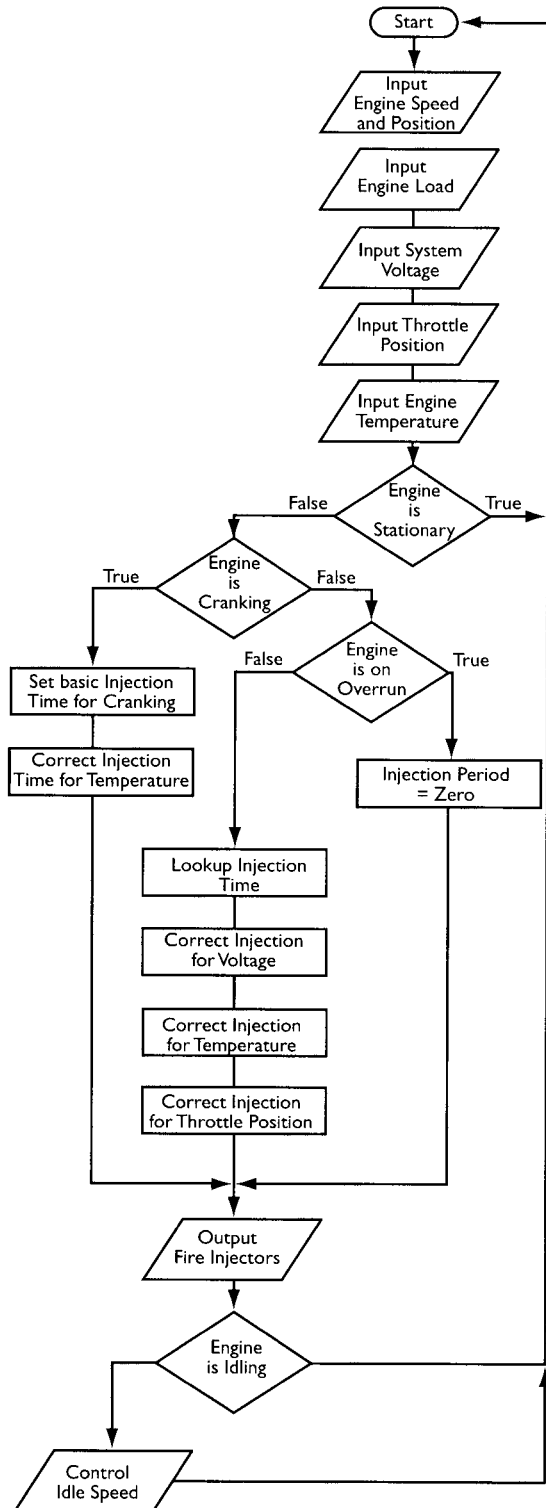 Start
Input
Engine Speed
and Position
Input
Engine Load
Input System
Voltage
Input Throttle
Position
Input Engine
Temperature
Engine
is
Stationary
False
True
Engine
is
Cranking
True
False
Engine
is on
Overrun
False
True
Set basic Injection
Time for Cranking
Correct Injection
Time for Temperature
Injection Period
= Zero
Lookup Injection
Time
Correct Injection
for Voltage
Correct Injection
for Temperature
Correct Injection
for Throttle Position
Output
Fire Injectors
Engine
is Idling
Control
Idle Speed